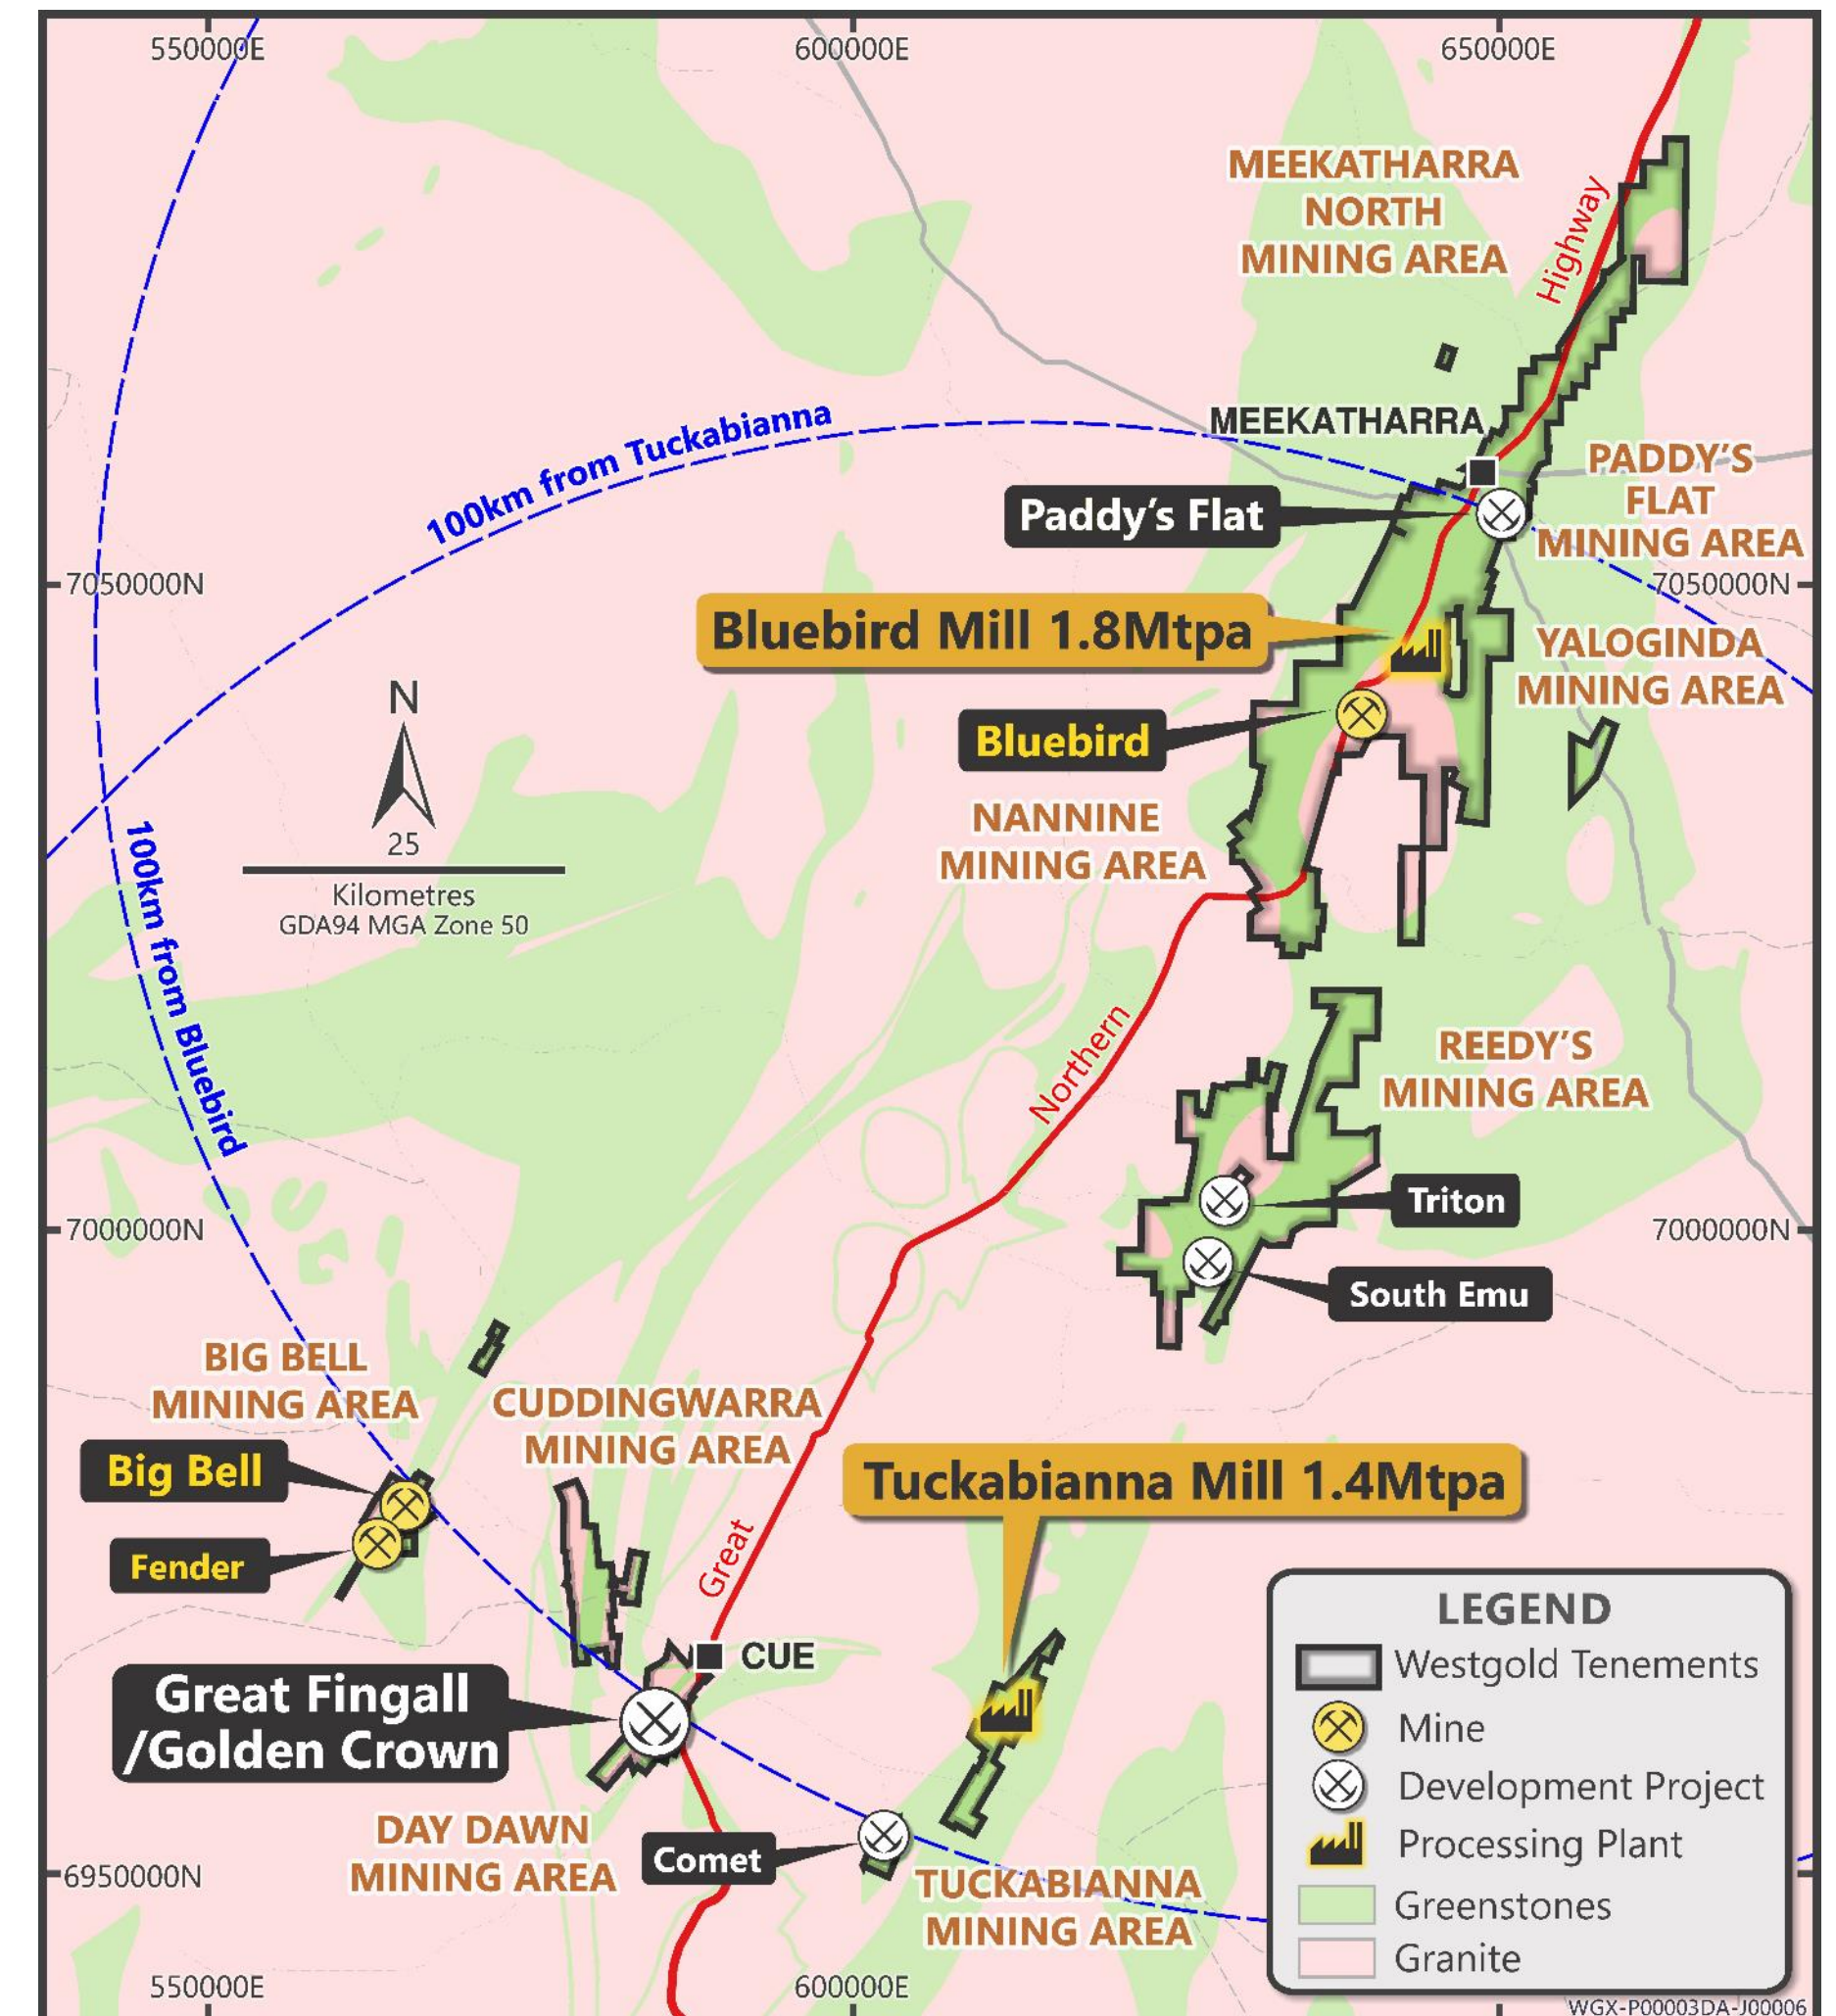 550000E
600000E
650000E
MEEKATHARRA
NORTH
MINING AREA
Highway
MEEKATHARRA
100km from Tuckabianna
Paddy's Flat
PADDY'S
FLAT
MINING AREA
7050000N
7050000N
Bluebird Mill 1.8Mtpa
YALOGINDA
MINING AREA
N
25
Kilometres
GDA94 MGA Zone 50
Bluebird
NANNINE
MINING AREA
100km from Bluebird
Northern
REEDY'S
MINING AREA
Triton
7000000N
7000000N
South Emu
BIG BELL
MINING AREA
CUDDINGWARRA
MINING AREA
Big Bell
Fender
Tuckabianna Mill 1.4Mtpa
Great
CUE
Great Fingall
/Golden Crown
DAY DAWN
MINING AREA
Comet
6950000N
TUCKABIANNA
MINING AREA
LEGEND
Westgold Tenements
Mine
Development Project
Processing Plant
Greenstones
Granite
550000E
600000E
WGX-P00003DA-J00006